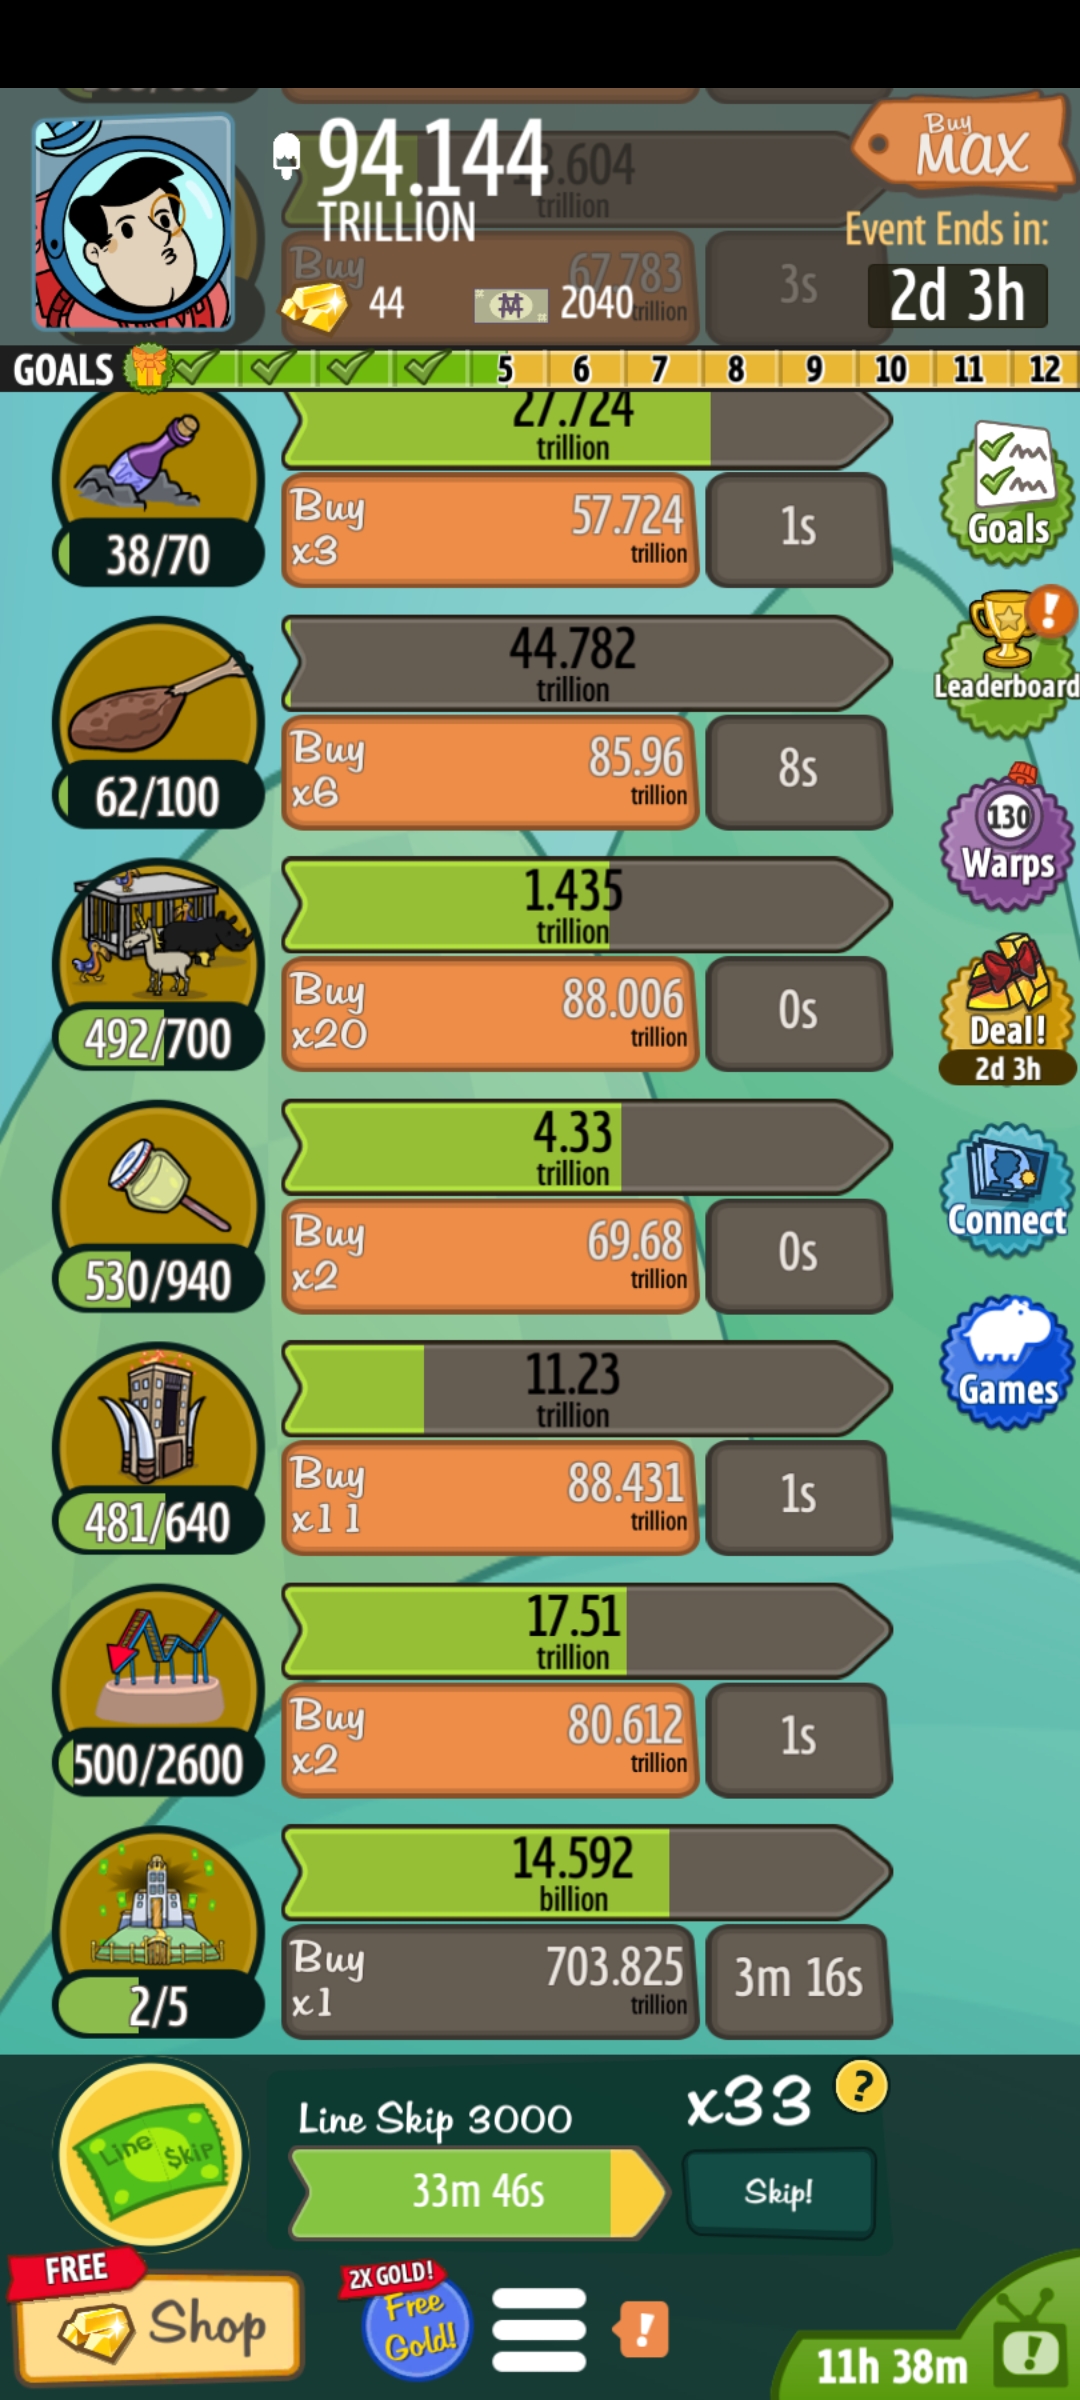 94.144
TRILLION
44
2040
Buy
MAX
Event Ends in:
2d 3h
3.604
trillion
Buy
67.783
trillion
3s
GOALS
5 6 7 8 9 10 11 12
27.724
trillion
38/70
Buy
x3
57.724
trillion
1s
Goals
44.782
trillion
62/100
Buy
x6
85.96
trillion
8s
Leaderboard
!
1.435
trillion
492/700
Buy
x20
88.006
trillion
0s
130
Warps
Deal!
2d 3h
4.33
trillion
530/940
Buy
x2
69.68
trillion
0s
Connect
11.23
trillion
481/640
Buy
x11
88.431
trillion
1s
Games
17.51
trillion
500/2600
Buy
x2
80.612
trillion
1s
14.592
billion
2/5
Buy
x1
703.825
trillion
3m 16s
Line $kip
Line Skip 3000
33m 46s
x33
?
Skip!
FREE
Shop
2X GOLD!
Free
Gold!
!
11h 38m
!